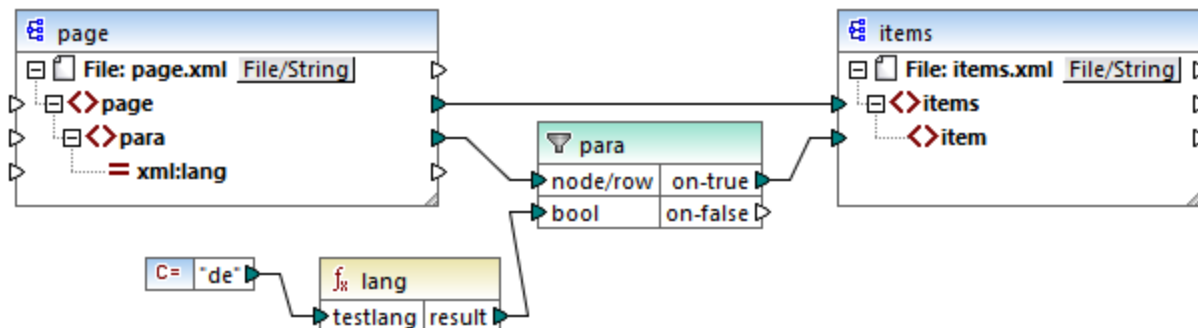 page
File: page.xml File/String
page
para
= xml:lang
items
File: items.xml File/String
items
item
para
node/row on-true
bool on-false
C= "de"
fx lang
testlang result